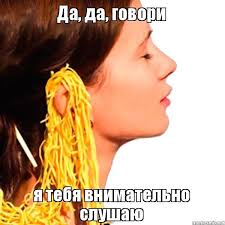 Да, да, говори
я тебя внимательно
слушаю